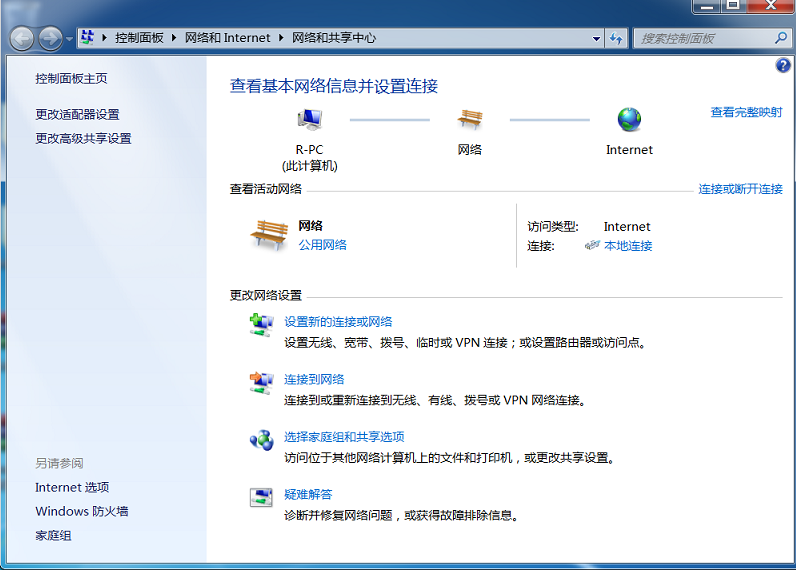 控制面板 网络和 Internet 网络和共享中心
搜索控制面板
控制面板主页
更改适配器设置
更改高级共享设置
另请参阅
Internet 选项
Windows 防火墙
家庭组
查看基本网络信息并设置连接
查看完整映射
R-PC
(此计算机)
网络
Internet
查看活动网络
连接或断开连接
网络
公用网络
访问类型: Internet
连接: 本地连接
更改网络设置
设置新的连接或网络
设置无线、宽带、拨号、临时或 VPN 连接；或设置路由器或访问点。
连接到网络
连接到或重新连接到无线、有线、拨号或 VPN 网络连接。
选择家庭组和共享选项
访问位于其他网络计算机上的文件和打印机，或更改共享设置。
疑难解答
诊断并修复网络问题，或获得故障排除信息。